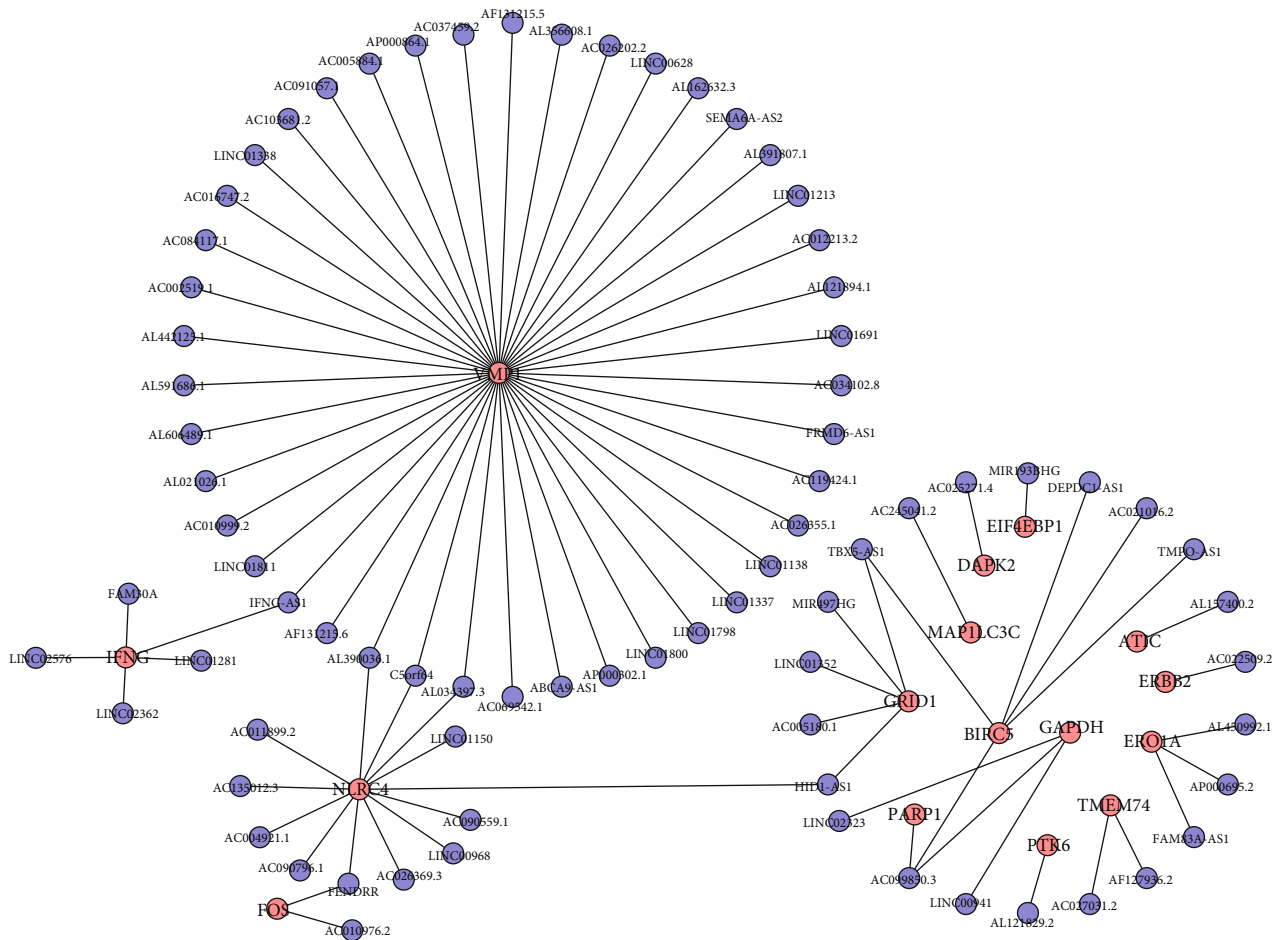 AF131215.5
AC037459.2
AL356608.1
AP000864.1
AC026202.2
AC005884.1
LINC00628
AC091057.1
AL162632.3
AC103681.2
SEMA6A-AS2
LINC01338
AL391807.1
AC016747.2
LINC01213
AC084117.1
AC012213.2
AC002519.1
AL121894.1
AL442125.1
LINC01691
VMP1
AL591686.1
AC034102.8
AL606489.1
FRMD6-AS1
AL021026.1
AC119424.1
AC010999.2
AC026355.1
LINC01811
LINC01138
IFNG-AS1
LINC01337
AF131215.6
LINC01798
AL390036.1
LINC01800
C5orf64
AP000302.1
AL034397.3
ABCA9-AS1
AC069542.1
FAM30A
LINC02576
IFNG
LINC01281
LINC02362
AC011899.2
LINC01150
AC135012.3
NLRC4
AC004921.1
AC090559.1
AC090796.1
LINC00968
FENDRR
AC026369.3
FOS
AC010976.2
MIR193BHG
AC025271.4
DEPDC1-AS1
AC245041.2
AC021016.2
EIF4EBP1
TBX5-AS1
TMPO-AS1
DAPK2
MIR497HG
AL157400.2
MAP1LC3C
ATIC
LINC01352
AC022509.2
ERBB2
GRID1
AC005180.1
AL450992.1
BIRC5
GAPDH
ERO1A
HID1-AS1
AP000695.2
LINC02323
PARP1
TMEM74
FAM83A-AS1
PTK6
AC099850.3
AF127936.2
LINC00941
AC027031.2
AL121829.2